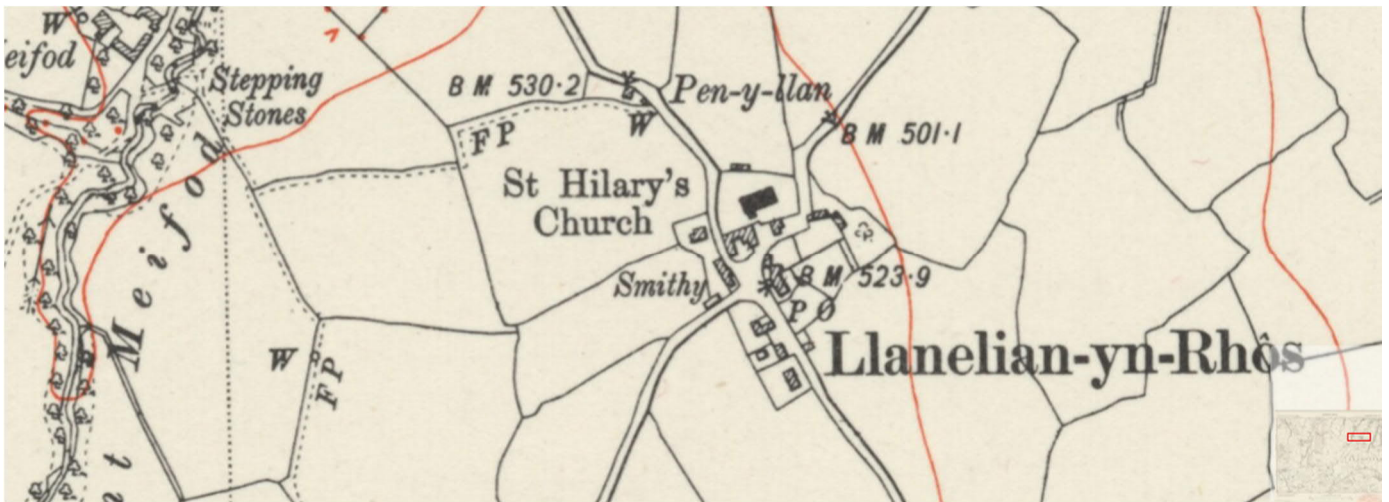 W
eifod
Stepping
Stones
B M 530·2
Pen-y-llan
W
F P
B M 501·1
Meifod
St Hilary's
Church
Smithy
B M 523·9
P O
Llanelian-yn-Rhôs
W
F P